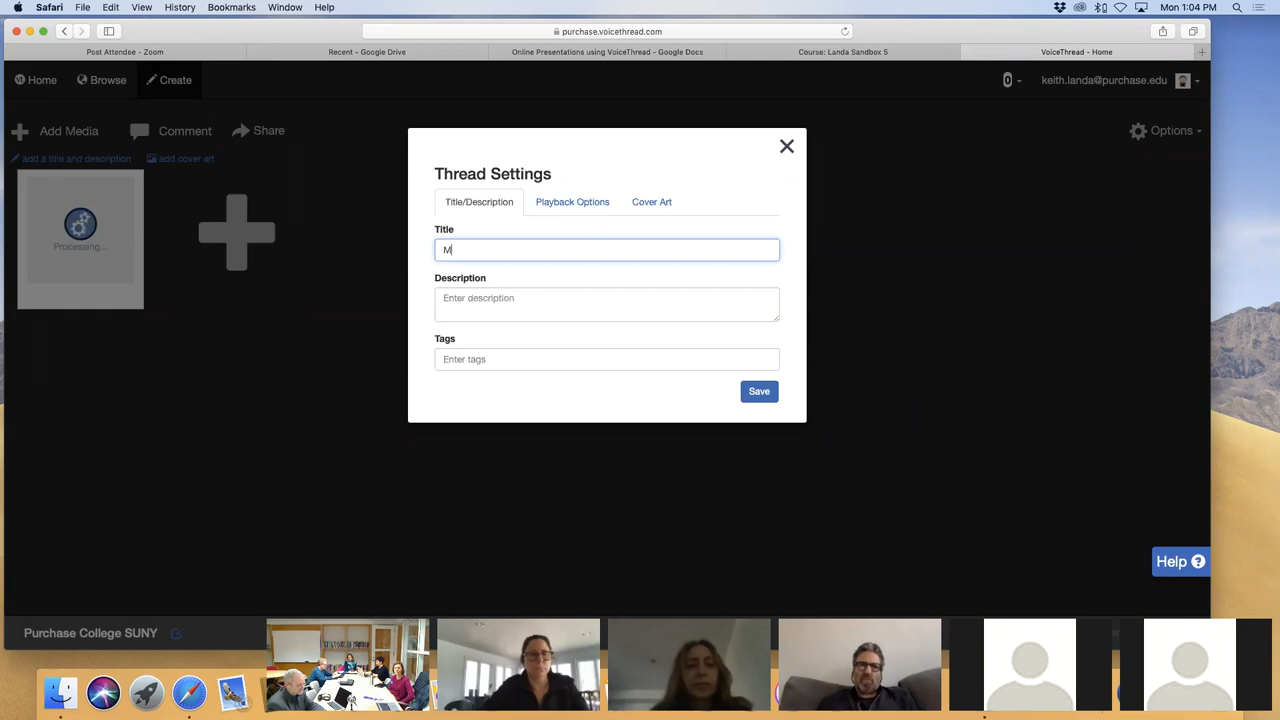 Safari File Edit View History Bookmarks Window Help Mon 1:04 PM
purchase.voicethread.com
Post Attendee - Zoom Recent - Google Drive Online Presentations using VoiceThread - Google Docs Course: Landa Sandbox 5 VoiceThread - Home
Home Browse Create 0 keith.landa@purchase.edu
Add Media Comment Share Options
add a title and description add cover art
Processing...
Thread Settings
Title/Description Playback Options Cover Art
Title
M
Description
Enter description
Tags
Enter tags
Save
Help ?
Purchase College SUNY